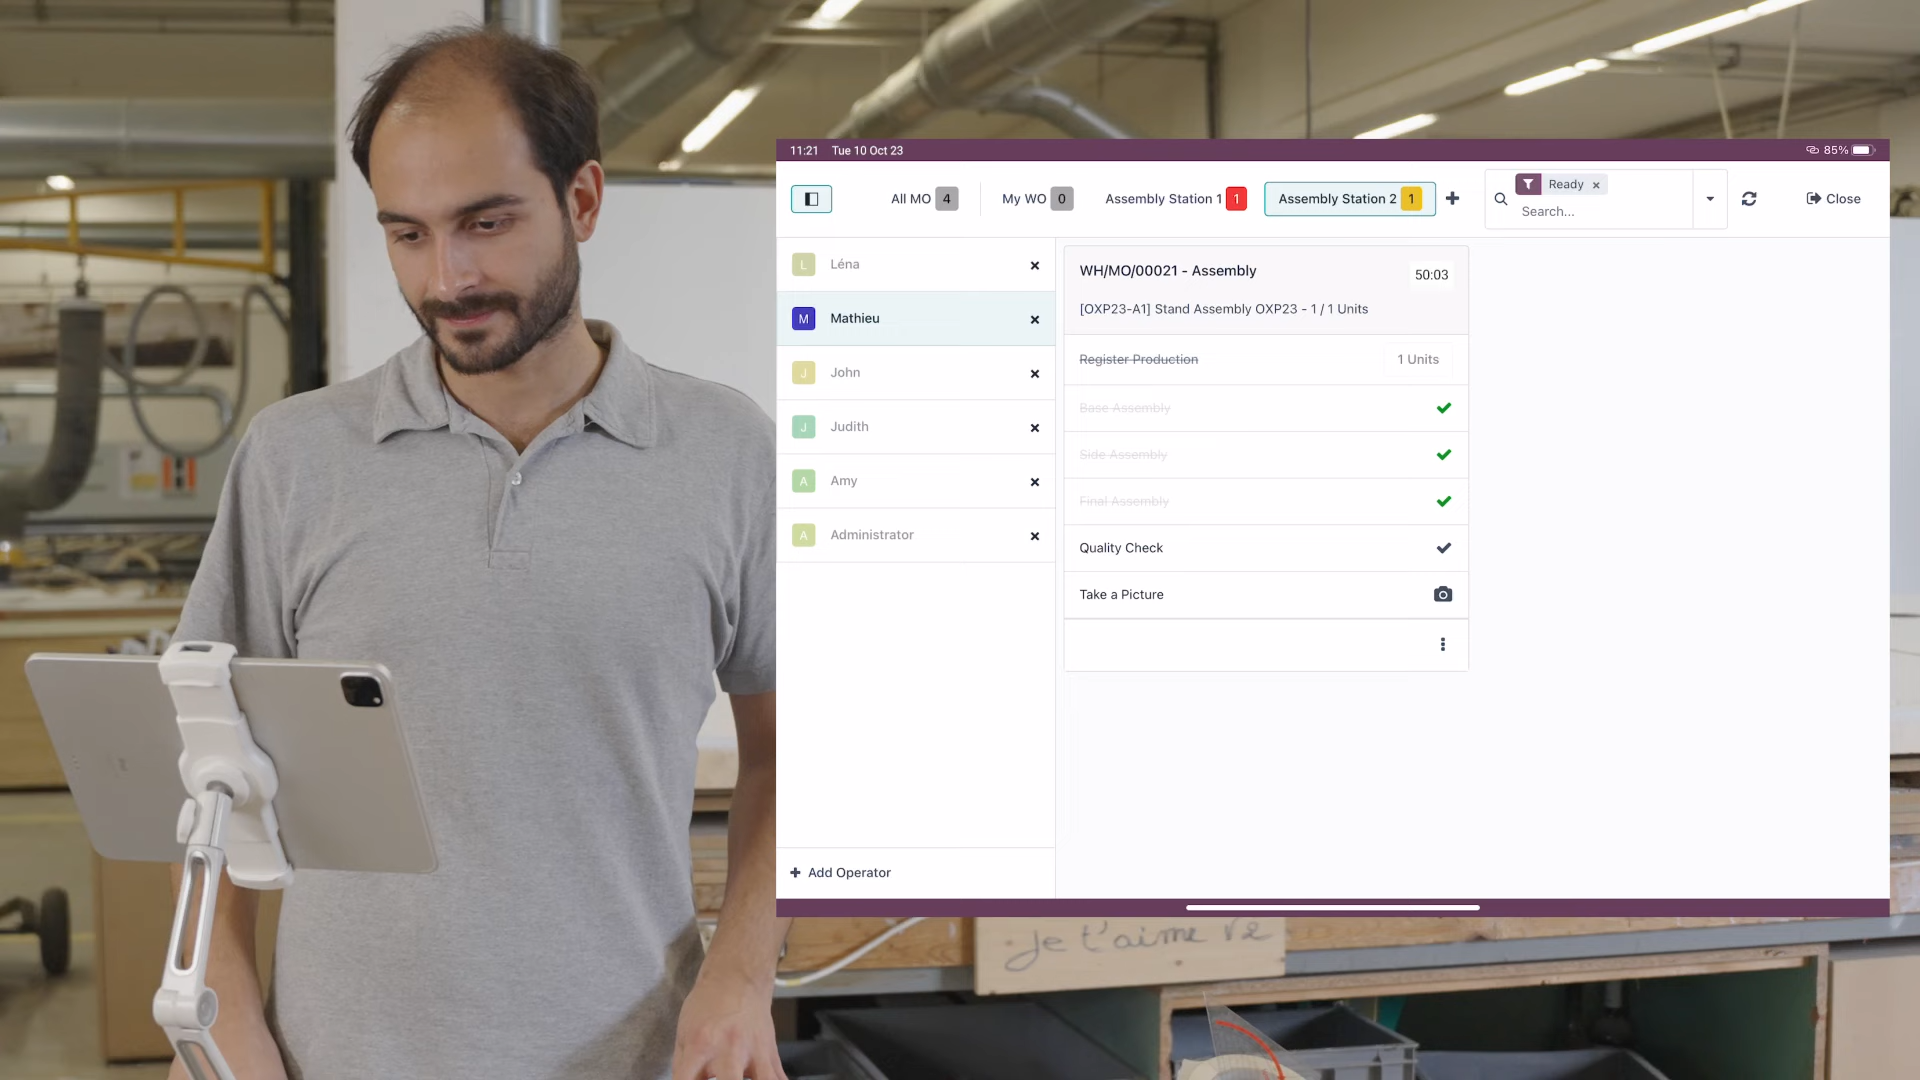 11:21 Tue 10 Oct 23 85%
All MO 4 My WO 0 Assembly Station 1 1 Assembly Station 2 1 Ready Search... Close
L Léna
M Mathieu
J John
J Judith
A Amy
A Administrator
Add Operator
WH/MO/00021 - Assembly 50:03
[OXP23-A1] Stand Assembly OXP23 - 1 / 1 Units
Register Production 1 Units
Base Assembly
Side Assembly
Final Assembly
Quality Check
Take a Picture
je t'aime